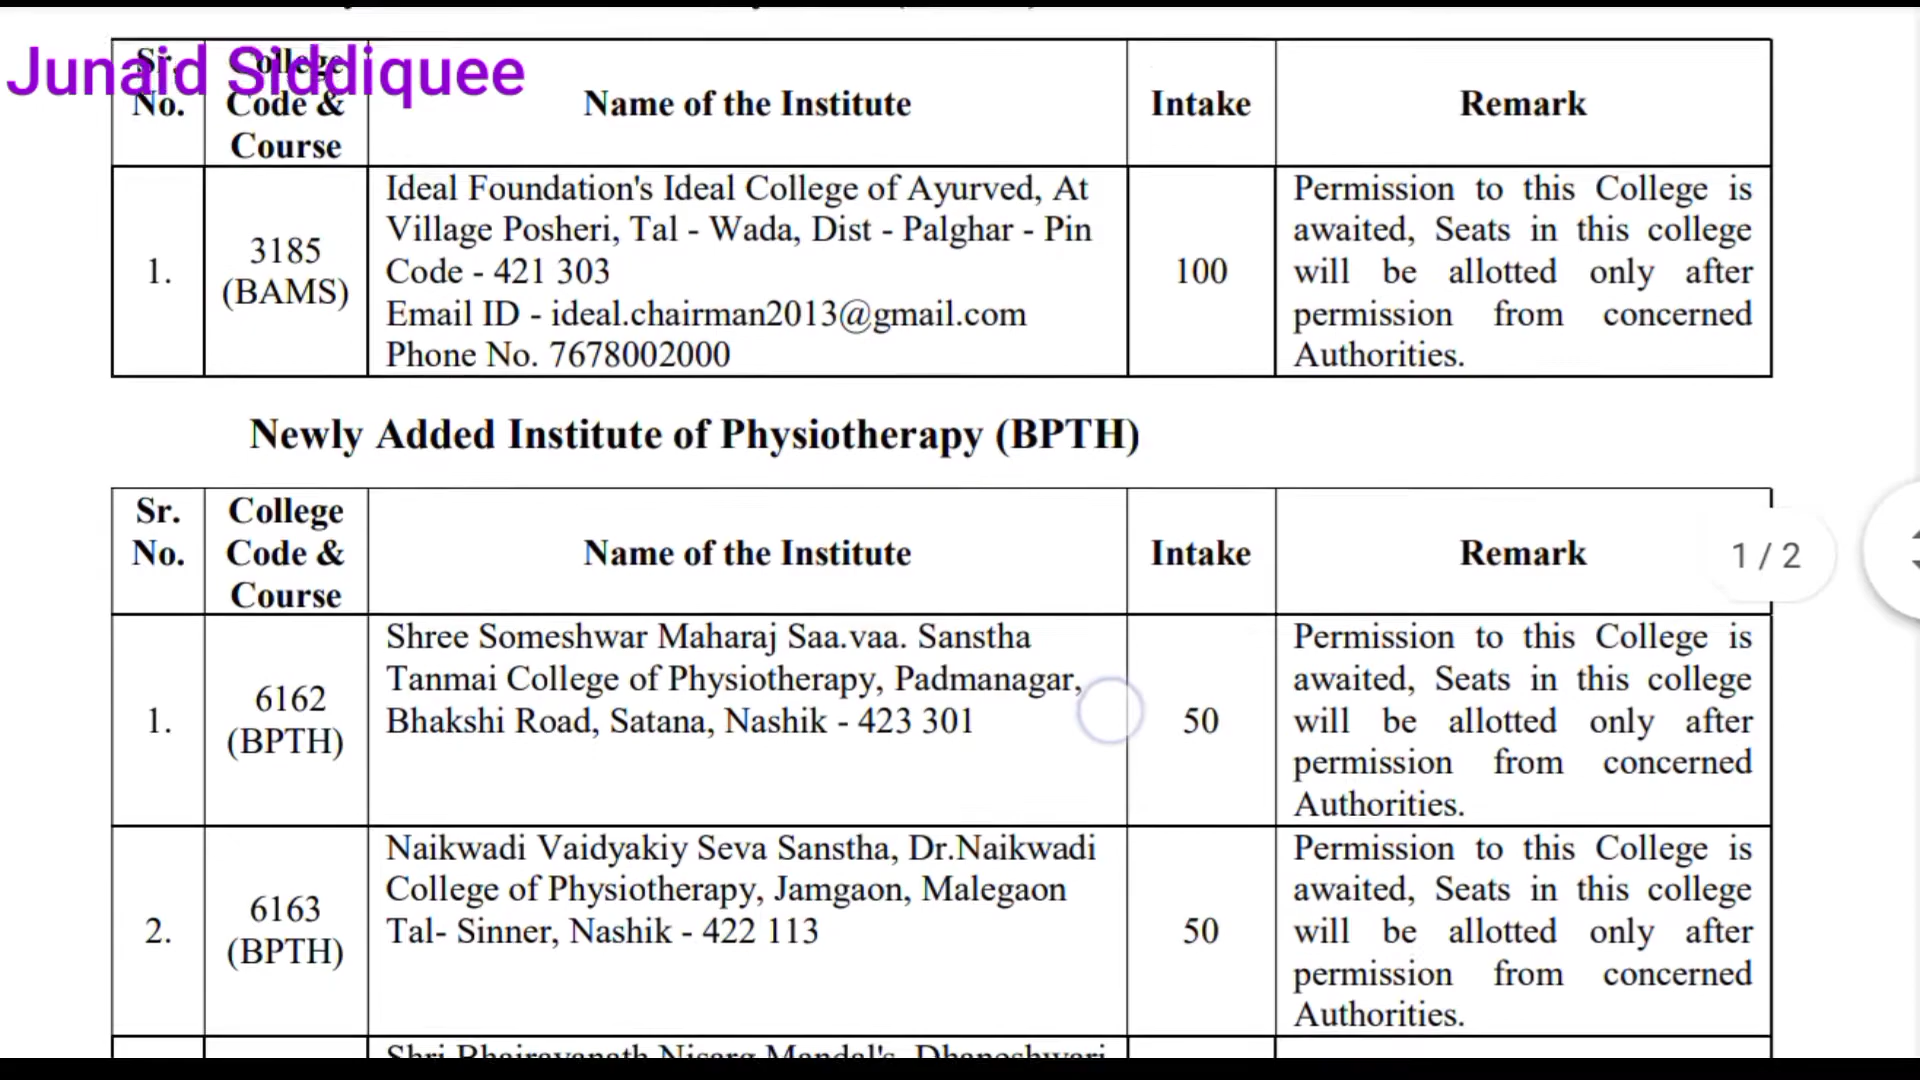 Junaid Siddiquee
Sr.
No.
College
Code &
Course
Name of the Institute
Intake
Remark
1.
3185
(BAMS)
Ideal Foundation's Ideal College of Ayurved, At
Village Posheri, Tal - Wada, Dist - Palghar - Pin
Code - 421 303
Email ID - ideal.chairman2013@gmail.com
Phone No. 7678002000
100
Permission to this College is
awaited, Seats in this college
will be allotted only after
permission from concerned
Authorities.
Newly Added Institute of Physiotherapy (BPTH)
Sr.
No.
College
Code &
Course
Name of the Institute
Intake
Remark
1 / 2
1.
6162
(BPTH)
Shree Someshwar Maharaj Saa.vaa. Sanstha
Tanmai College of Physiotherapy, Padmanagar,
Bhakshi Road, Satana, Nashik - 423 301
50
Permission to this College is
awaited, Seats in this college
will be allotted only after
permission from concerned
Authorities.
2.
6163
(BPTH)
Naikwadi Vaidyakiy Seva Sanstha, Dr.Naikwadi
College of Physiotherapy, Jamgaon, Malegaon
Tal- Sinner, Nashik - 422 113
50
Permission to this College is
awaited, Seats in this college
will be allotted only after
permission from concerned
Authorities.
Shri Bhairavanath Nisarg Mandal's, Dhaneshwari